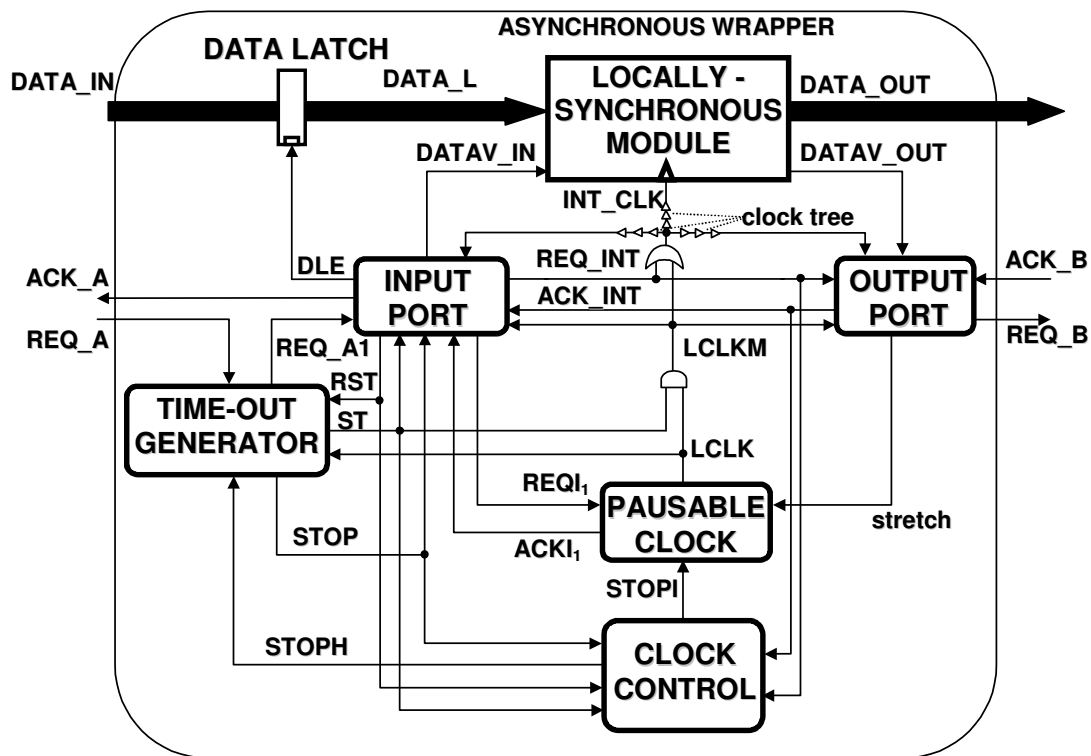 ASYNCHRONOUS WRAPPER
DATA LATCH
DATA_IN
DATA_L
LOCALLY -
SYNCHRONOUS
MODULE
DATA_OUT
DATAV_IN
DATAV_OUT
INT_CLK
clock tree
DLE
REQ_INT
ACK_A
INPUT
PORT
ACK_INT
OUTPUT
PORT
ACK_B
REQ_A
REQ_A1
LCLKM
REQ_B
RST
TIME-OUT
GENERATOR
ST
LCLK
REQI₁
PAUSABLE
CLOCK
stretch
STOP
ACKI₁
STOPI
STOPH
CLOCK
CONTROL